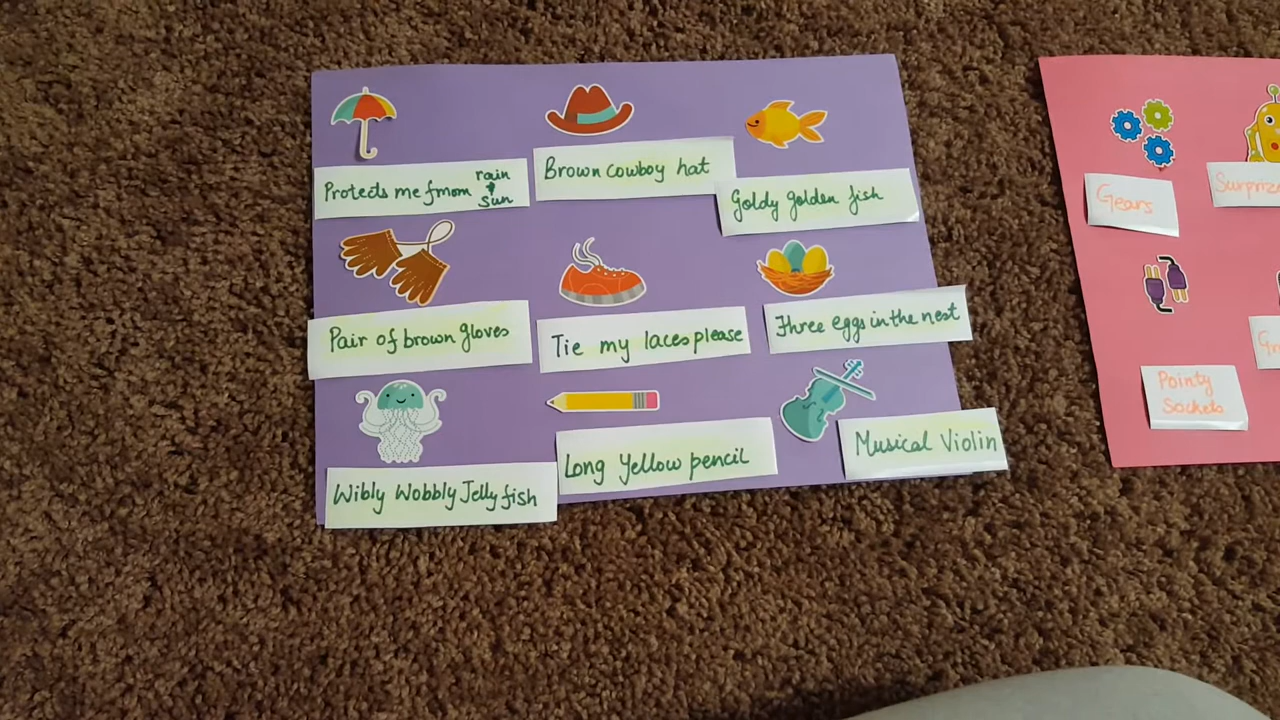 Protects me fmom rain
& sun
Brown cowboy hat
Goldy golden fish
Pair of brown gloves
Tie my laces please
Three eggs in the nest
Wibly Wobbly Jelly fish
Long yellow pencil
Musical Violin
Gears
Pointy
Sockets